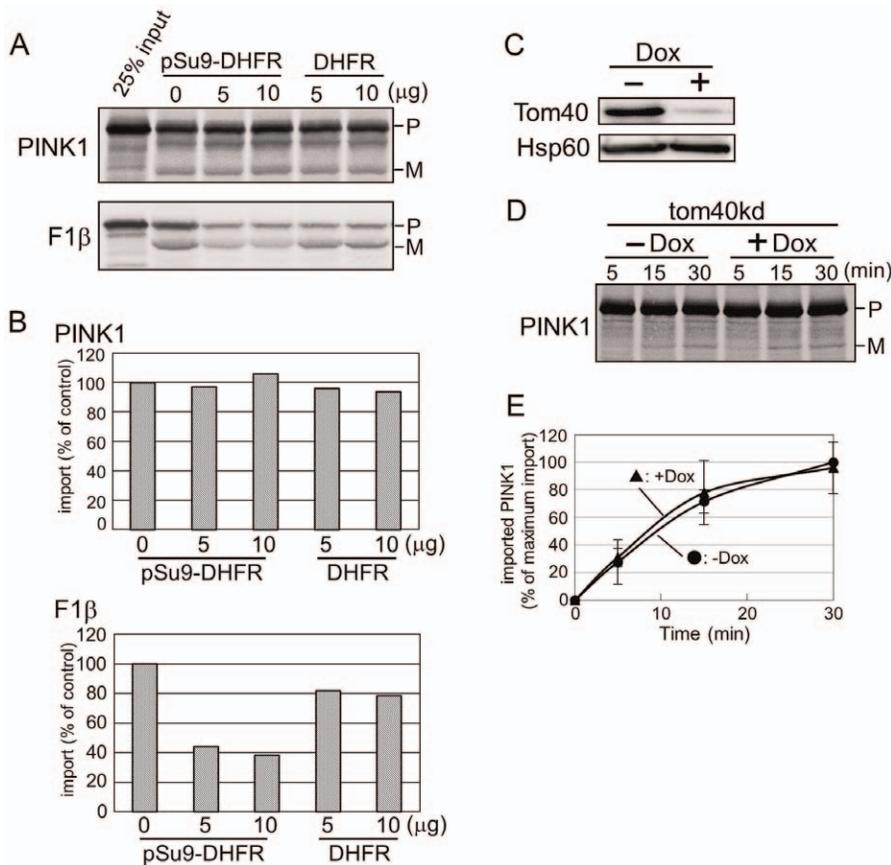 A
25% input
pSu9-DHFR DHFR
0 5 10 5 10 (μg)
PINK1
P
M
F1β
P
M
B
PINK1
import (% of control)
120
100
80
60
40
20
0
0 5 10 5 10 (μg)
pSu9-DHFR DHFR
F1β
import (% of control)
120
100
80
60
40
20
0
0 5 10 5 10 (μg)
pSu9-DHFR DHFR
C
Dox
− +
Tom40
Hsp60
D
tom40kd
− Dox + Dox
5 15 30 5 15 30 (min)
PINK1
P
M
E
imported PINK1
(% of maximum import)
120
100
80
60
40
20
0
▲: +Dox
●: -Dox
0 10 20 30
Time (min)